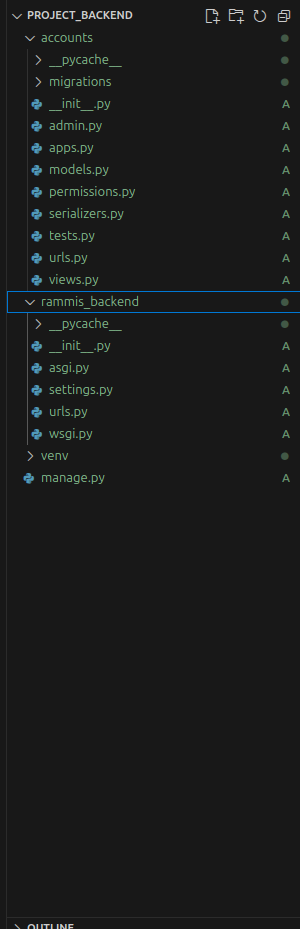 PROJECT_BACKEND
accounts
__pycache__
migrations
__init__.py A
admin.py A
apps.py A
models.py A
permissions.py A
serializers.py A
tests.py A
urls.py A
views.py A
rammis_backend
__pycache__
__init__.py A
asgi.py A
settings.py A
urls.py A
wsgi.py A
venv
manage.py A
OUTLINE